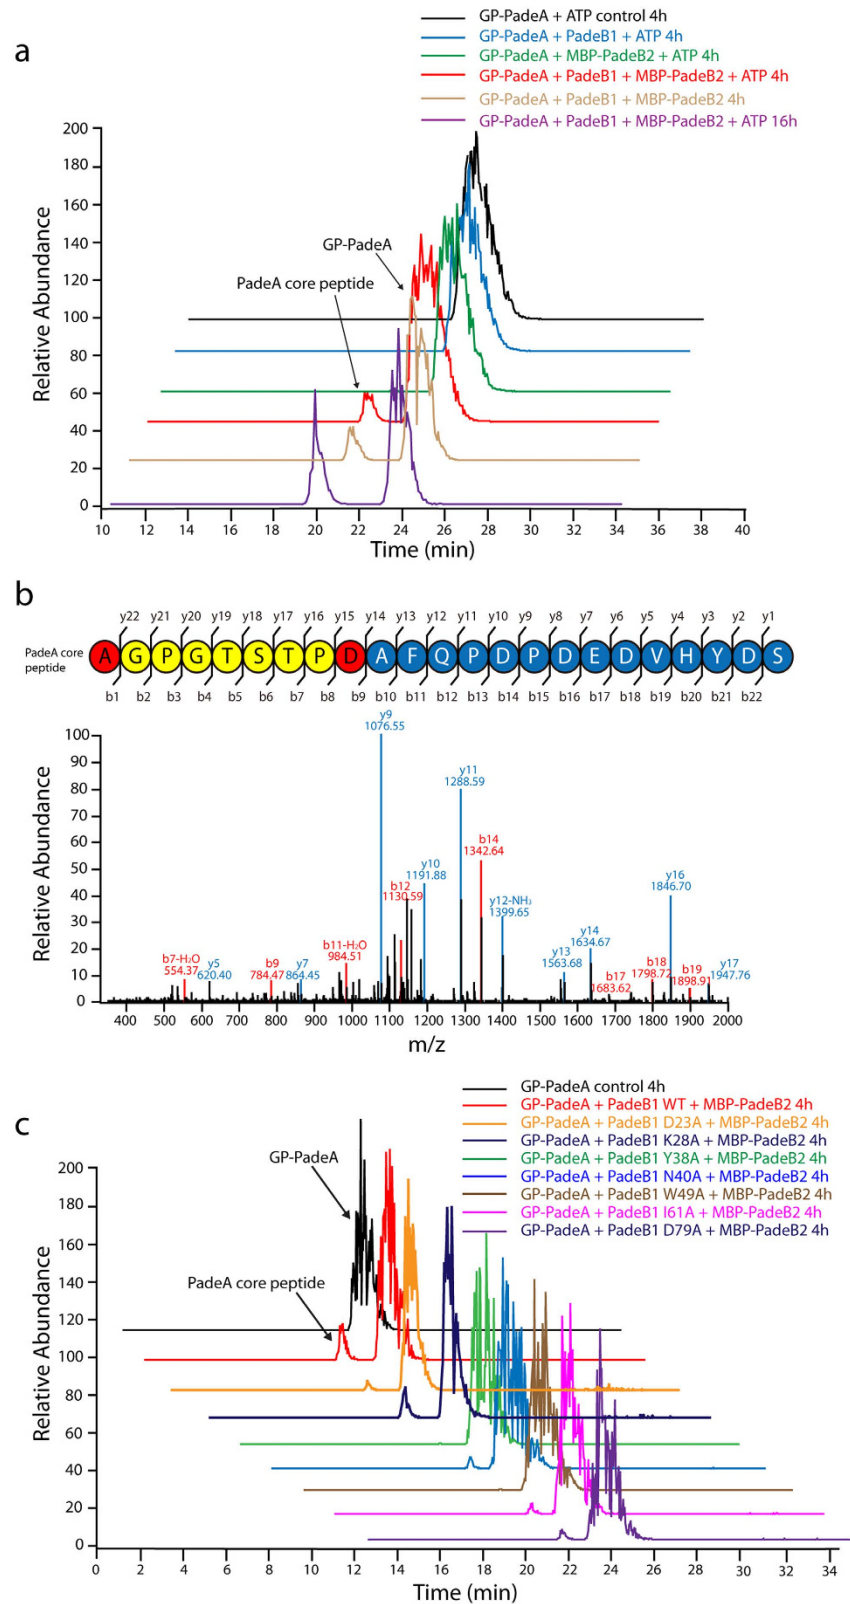 a
GP-PadeA + ATP control 4h
GP-PadeA + PadeB1 + ATP 4h
GP-PadeA + MBP-PadeB2 + ATP 4h
GP-PadeA + PadeB1 + MBP-PadeB2 + ATP 4h
GP-PadeA + PadeB1 + MBP-PadeB2 4h
GP-PadeA + PadeB1 + MBP-PadeB2 + ATP 16h
Relative Abundance
200
180
160
140
120
100
80
60
40
20
0
GP-PadeA
PadeA core peptide
10 12 14 16 18 20 22 24 26 28 30 32 34 36 38 40
Time (min)
b
y22 y21 y20 y19 y18 y17 y16 y15 y14 y13 y12 y11 y10 y9 y8 y7 y6 y5 y4 y3 y2 y1
PadeA core
peptide
A G P G T S T P D A F Q P D P D E D V H Y D S
b1 b2 b3 b4 b5 b6 b7 b8 b9 b10 b11 b12 b13 b14 b15 b16 b17 b18 b19 b20 b21 b22
Relative Abundance
100
90
80
70
60
50
40
30
20
10
0
b7-H₂O
554.37
y5
620.40
b9
784.47
y7
864.45
b11-H₂O
984.51
y9
1076.55
b12
1130.59
y10
1191.88
y11
1288.59
b14
1342.64
y12-NH₃
1399.65
y13
1563.68
y14
1634.67
b17
1683.62
b18
1798.72
y16
1846.70
b19
1898.91
y17
1947.76
400 500 600 700 800 900 1000 1100 1200 1300 1400 1500 1600 1700 1800 1900 2000
m/z
c
GP-PadeA control 4h
GP-PadeA + PadeB1 WT + MBP-PadeB2 4h
GP-PadeA + PadeB1 D23A + MBP-PadeB2 4h
GP-PadeA + PadeB1 K28A + MBP-PadeB2 4h
GP-PadeA + PadeB1 Y38A + MBP-PadeB2 4h
GP-PadeA + PadeB1 N40A + MBP-PadeB2 4h
GP-PadeA + PadeB1 W49A + MBP-PadeB2 4h
GP-PadeA + PadeB1 I61A + MBP-PadeB2 4h
GP-PadeA + PadeB1 D79A + MBP-PadeB2 4h
Relative Abundance
200
180
160
140
120
100
80
60
40
20
0
GP-PadeA
PadeA core peptide
0 2 4 6 8 10 12 14 16 18 20 22 24 26 28 30 32 34
Time (min)